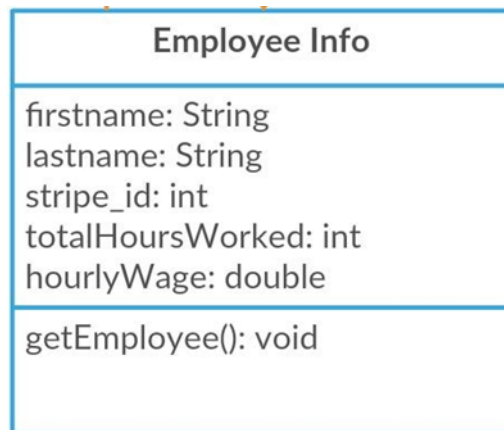 Employee Info
firstname: String
lastname: String
stripe_id: int
totalHoursWorked: int
hourlyWage: double
getEmployee(): void